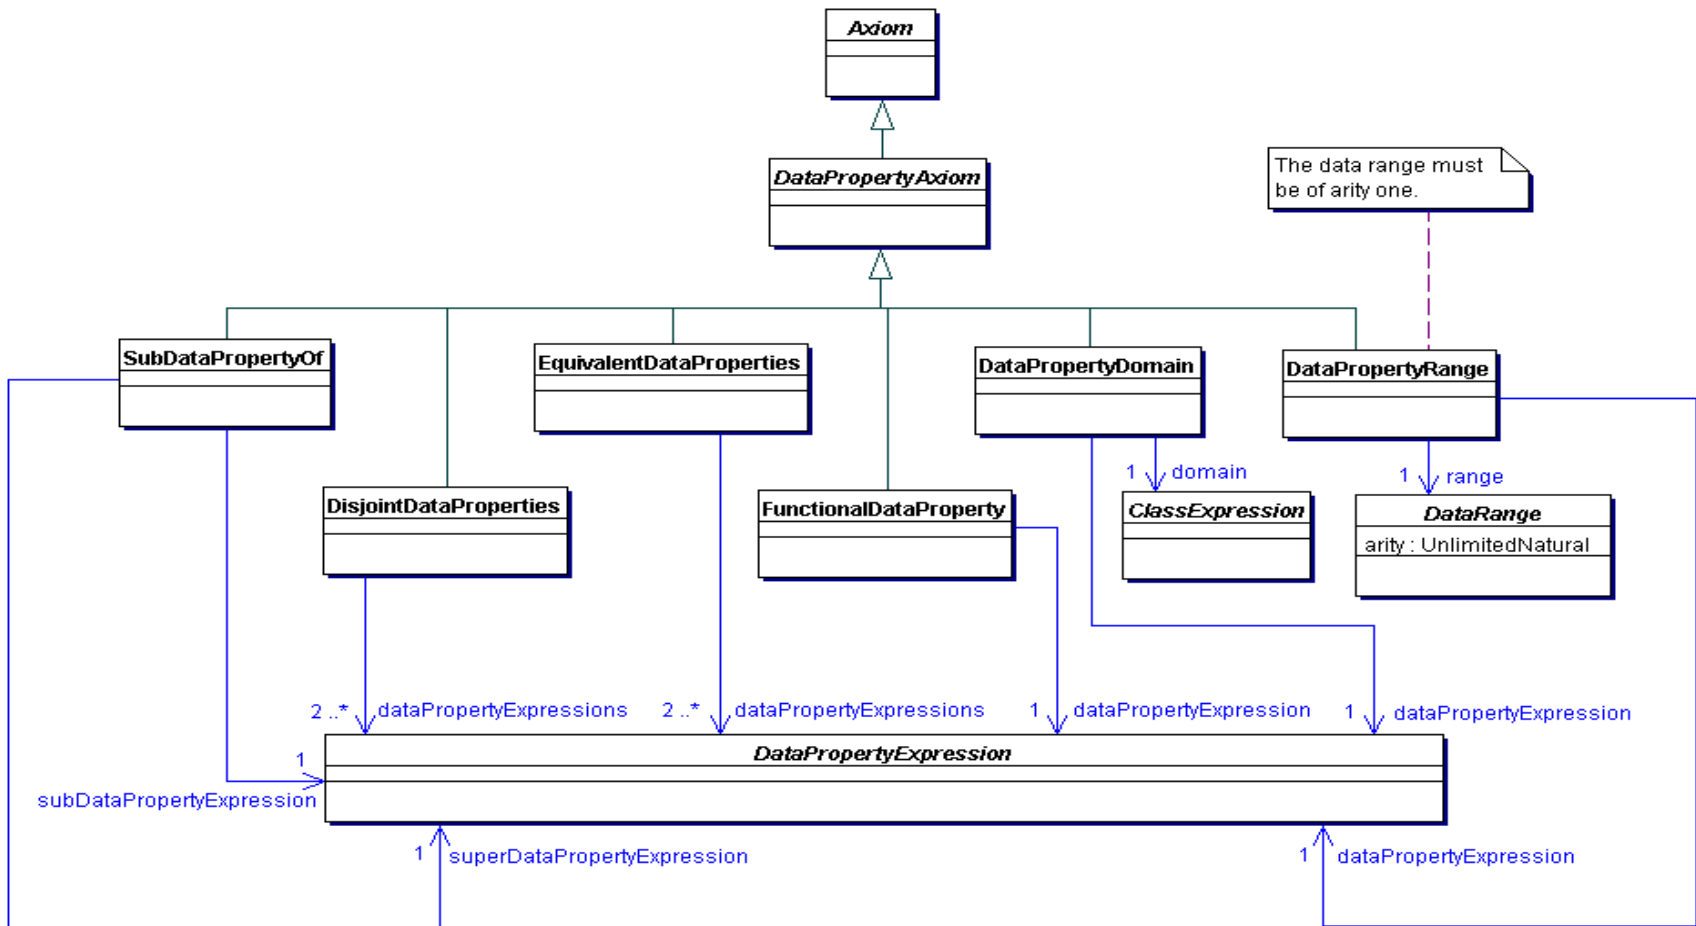 Axiom
DataPropertyAxiom
The data range must
be of arity one.
SubDataPropertyOf
EquivalentDataProperties
DataPropertyDomain
DataPropertyRange
1 domain
1 range
DisjointDataProperties
FunctionalDataProperty
ClassExpression
DataRange
arity : UnlimitedNatural
2 ..* dataPropertyExpressions
2 ..* dataPropertyExpressions
1 dataPropertyExpression
1 dataPropertyExpression
DataPropertyExpression
1
subDataPropertyExpression
1 superDataPropertyExpression
1 dataPropertyExpression